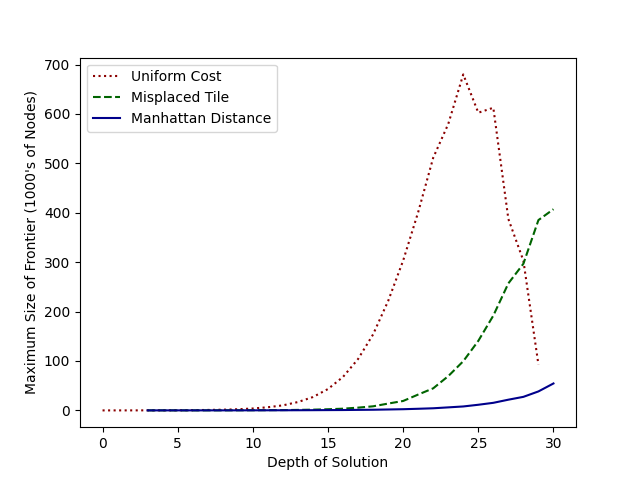 700
600
500
400
300
200
100
0
Maximum Size of Frontier (1000's of Nodes)
Uniform Cost
Misplaced Tile
Manhattan Distance
0 5 10 15 20 25 30
Depth of Solution